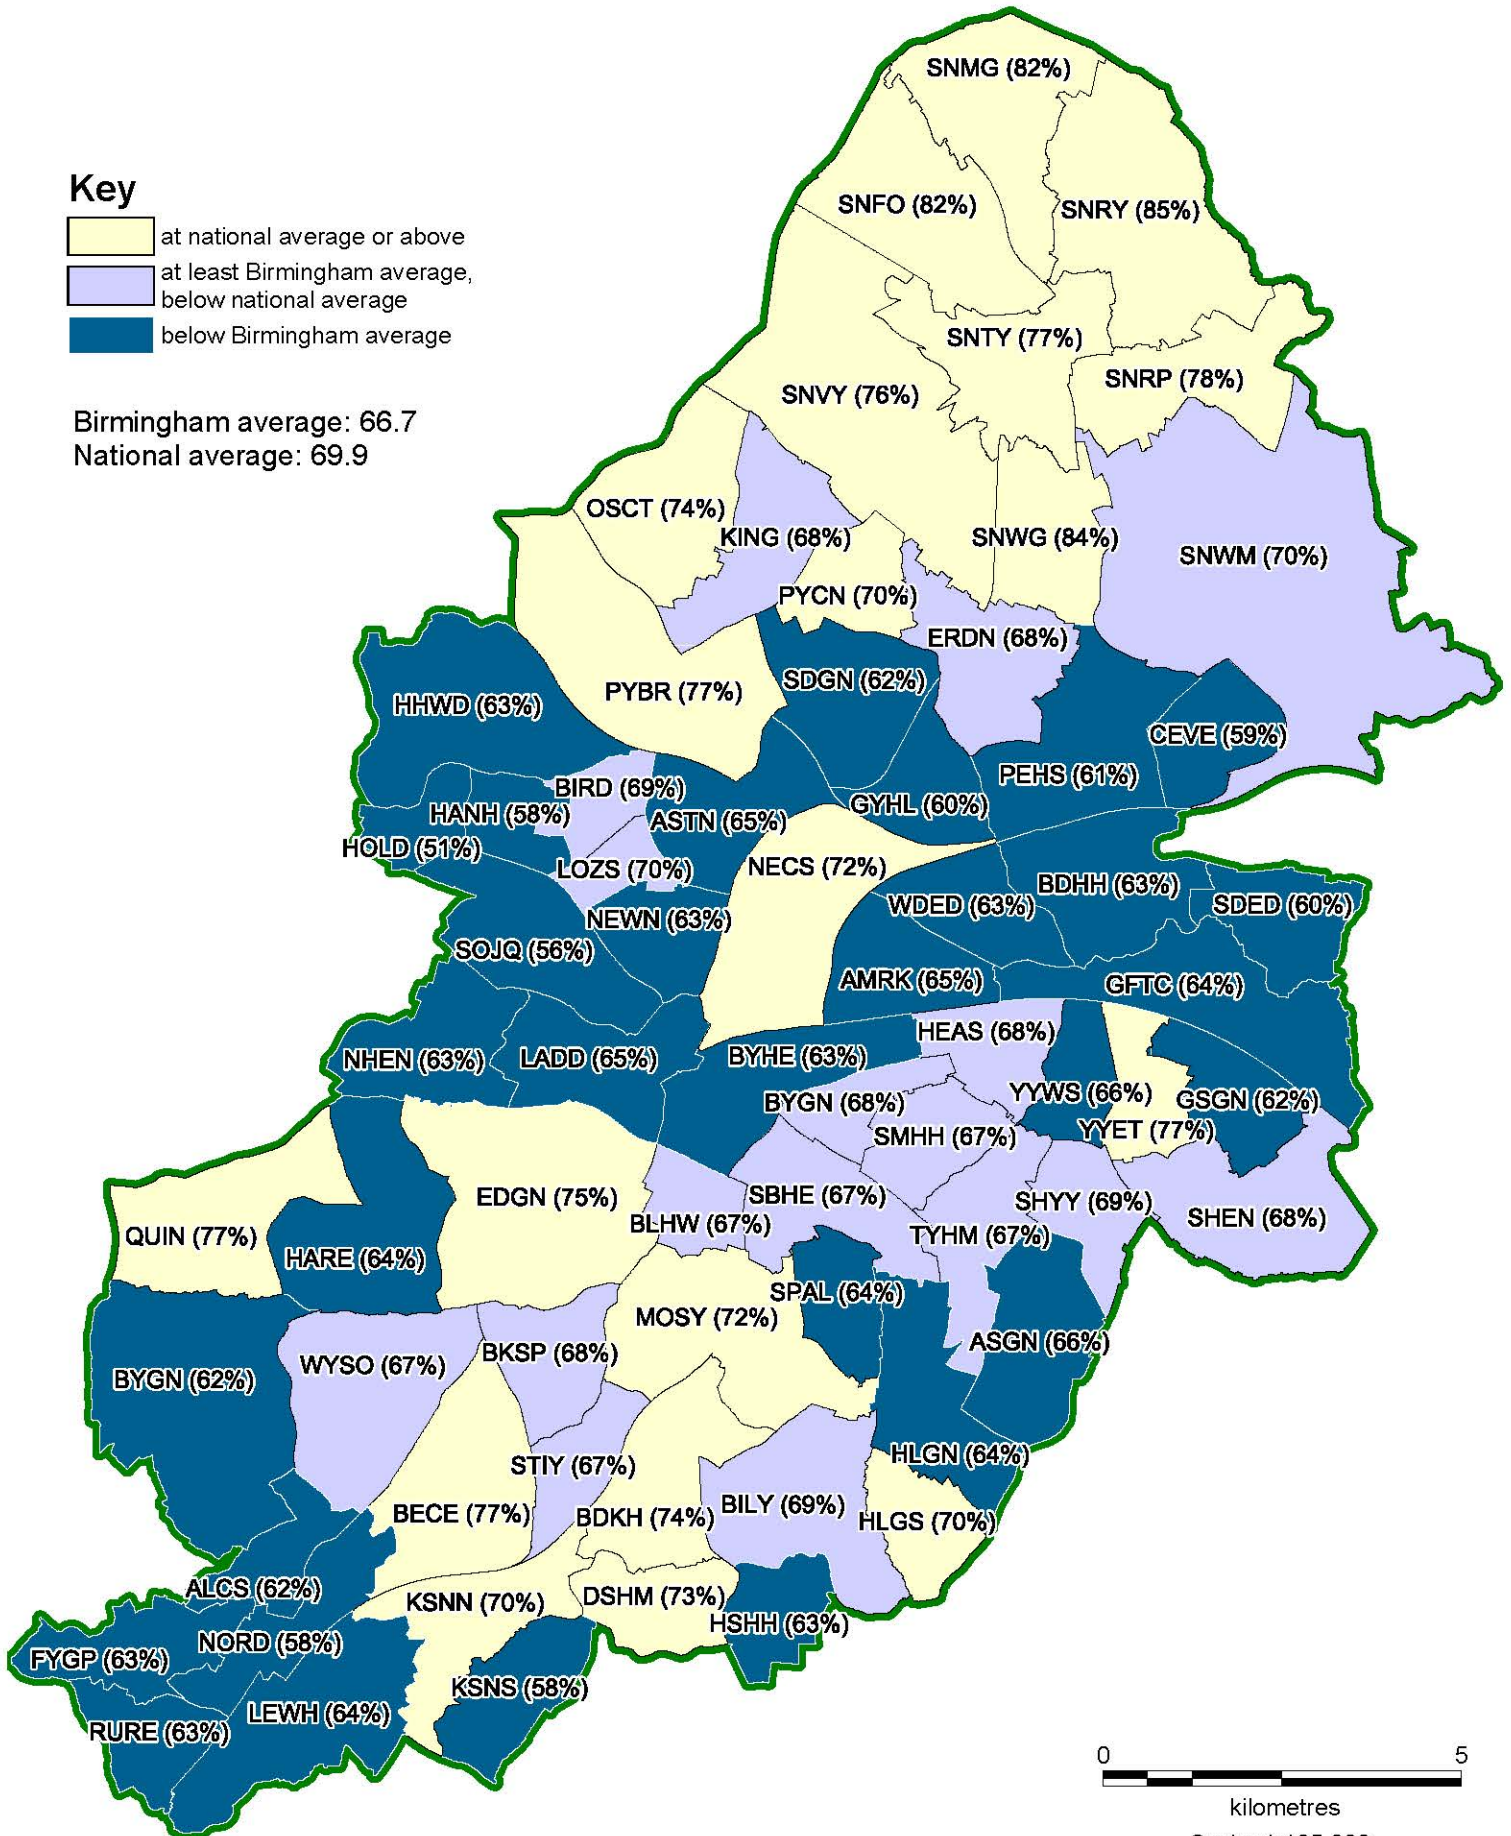 SNMG (82%)
Key
SNFO (82%)
SNRY (85%)
at national average or above
at least Birmingham average,
below national average
below Birmingham average
SNTY (77%)
SNRP (78%)
SNVY (76%)
Birmingham average: 66.7
National average: 69.9
OSCT (74%)
KING (68%)
SNWG (84%)
SNWM (70%)
PYCN (70%)
ERDN (68%)
SDGN (62%)
PYBR (77%)
HHWD (63%)
CEVE (59%)
PEHS (61%)
BIRD (69%)
GYHL (60%)
HANH (58%)
ASTN (65%)
HOLD (51%)
LOZS (70%)
NECS (72%)
BDHH (63%)
WDED (63%)
SDED (60%)
NEWN (63%)
SOJQ (56%)
AMRK (65%)
GFTC (64%)
HEAS (68%)
NHEN (63%)
LADD (65%)
BYHE (63%)
YYWS (66%)
GSGN (62%)
BYGN (68%)
SMHH (67%)
YYET (77%)
EDGN (75%)
SBHE (67%)
SHYY (69%)
BLHW (67%)
SHEN (68%)
QUIN (77%)
TYHM (67%)
HARE (64%)
SPAL (64%)
MOSY (72%)
ASGN (66%)
BKSP (68%)
WYSO (67%)
BYGN (62%)
HLGN (64%)
STIY (67%)
BILY (69%)
BECE (77%)
BDKH (74%)
HLGS (70%)
ALCS (62%)
DSHM (73%)
KSNN (70%)
HSHH (63%)
NORD (58%)
FYGP (63%)
KSNS (58%)
LEWH (64%)
RURE (63%)
0 5
kilometres